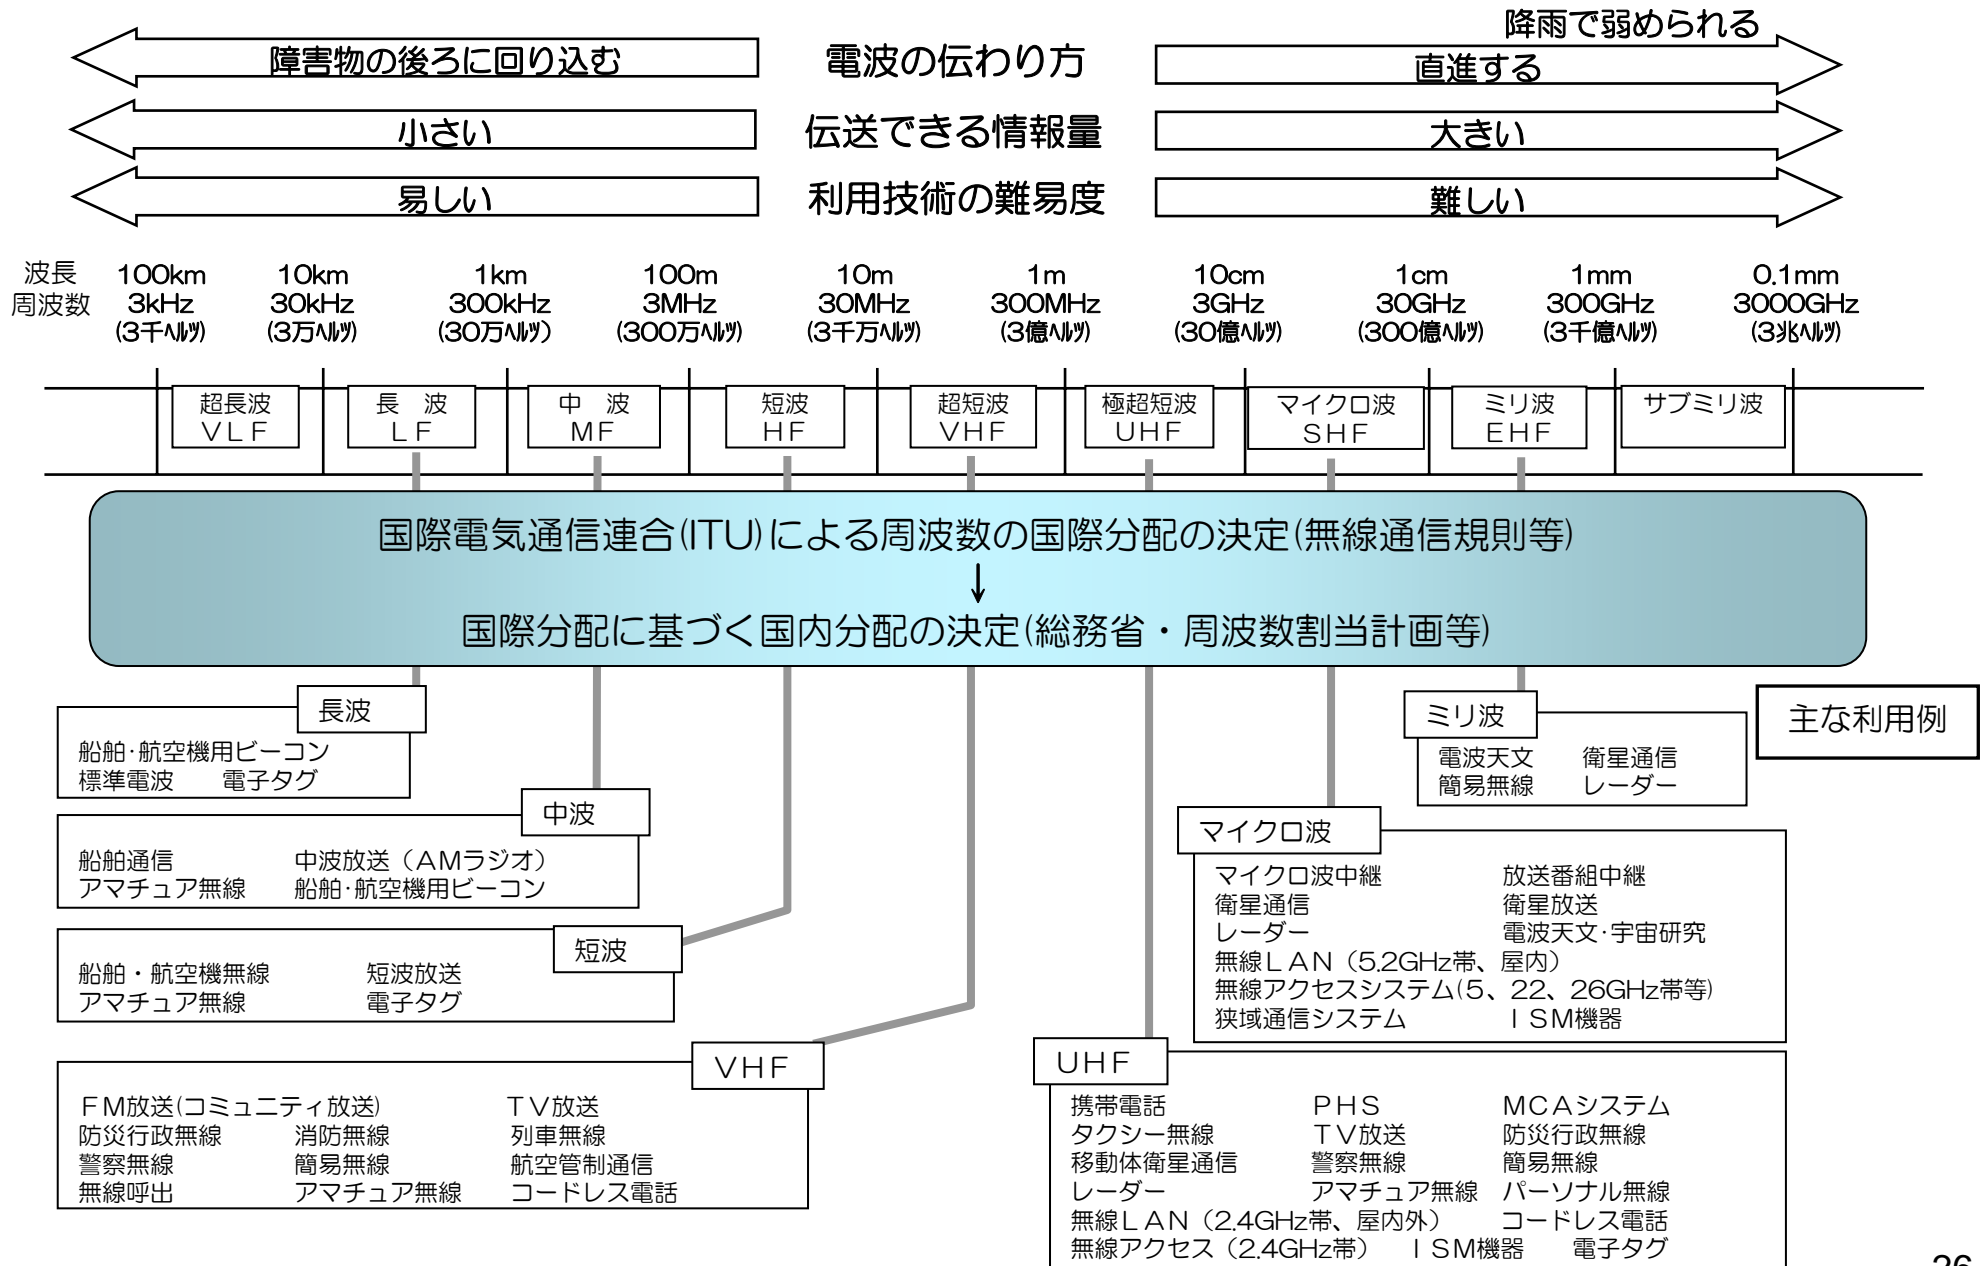 降雨で弱められる
障害物の後ろに回り込む 電波の伝わり方 直進する
小さい 伝送できる情報量 大きい
易しい 利用技術の難易度 難しい
波長 100km 10km 1km 100m 10m 1m 10cm 1cm 1mm 0.1mm
周波数 3kHz 30kHz 300kHz 3MHz 30MHz 300MHz 3GHz 30GHz 300GHz 3000GHz
(3千ﾍﾙﾂ) (3万ﾍﾙﾂ) (30万ﾍﾙﾂ) (300万ﾍﾙﾂ) (3千万ﾍﾙﾂ) (3億ﾍﾙﾂ) (30億ﾍﾙﾂ) (300億ﾍﾙﾂ) (3千億ﾍﾙﾂ) (3兆ﾍﾙﾂ)
超長波 長　波 中　波 短波 超短波 極超短波 マイクロ波 ミリ波 サブミリ波
ＶＬＦ ＬＦ ＭＦ ＨＦ ＶＨＦ ＵＨＦ ＳＨＦ ＥＨＦ
国際電気通信連合(ITU)による周波数の国際分配の決定(無線通信規則等)
↓
国際分配に基づく国内分配の決定(総務省・周波数割当計画等)
主な利用例
長波
船舶･航空機用ビーコン
標準電波　電子タグ
中波
船舶通信　中波放送（ＡＭラジオ）
アマチュア無線　船舶･航空機用ビーコン
短波
船舶・航空機無線　短波放送
アマチュア無線　電子タグ
ＶＨＦ
ＦＭ放送(コミュニティ放送)　ＴＶ放送
防災行政無線　消防無線　列車無線
警察無線　簡易無線　航空管制通信
無線呼出　アマチュア無線　コードレス電話
ミリ波
電波天文　衛星通信
簡易無線　レーダー
マイクロ波
マイクロ波中継　放送番組中継
衛星通信　衛星放送
レーダー　電波天文･宇宙研究
無線ＬＡＮ（5.2GHz帯、屋内）
無線アクセスシステム(5、22、26GHz帯等)
狭域通信システム　ＩＳＭ機器
ＵＨＦ
携帯電話　ＰＨＳ　ＭＣＡシステム
タクシー無線　ＴＶ放送　防災行政無線
移動体衛星通信　警察無線　簡易無線
レーダー　アマチュア無線　パーソナル無線
無線ＬＡＮ（2.4GHz帯、屋内外）　コードレス電話
無線アクセス（2.4GHz帯）　ＩＳＭ機器　電子タグ